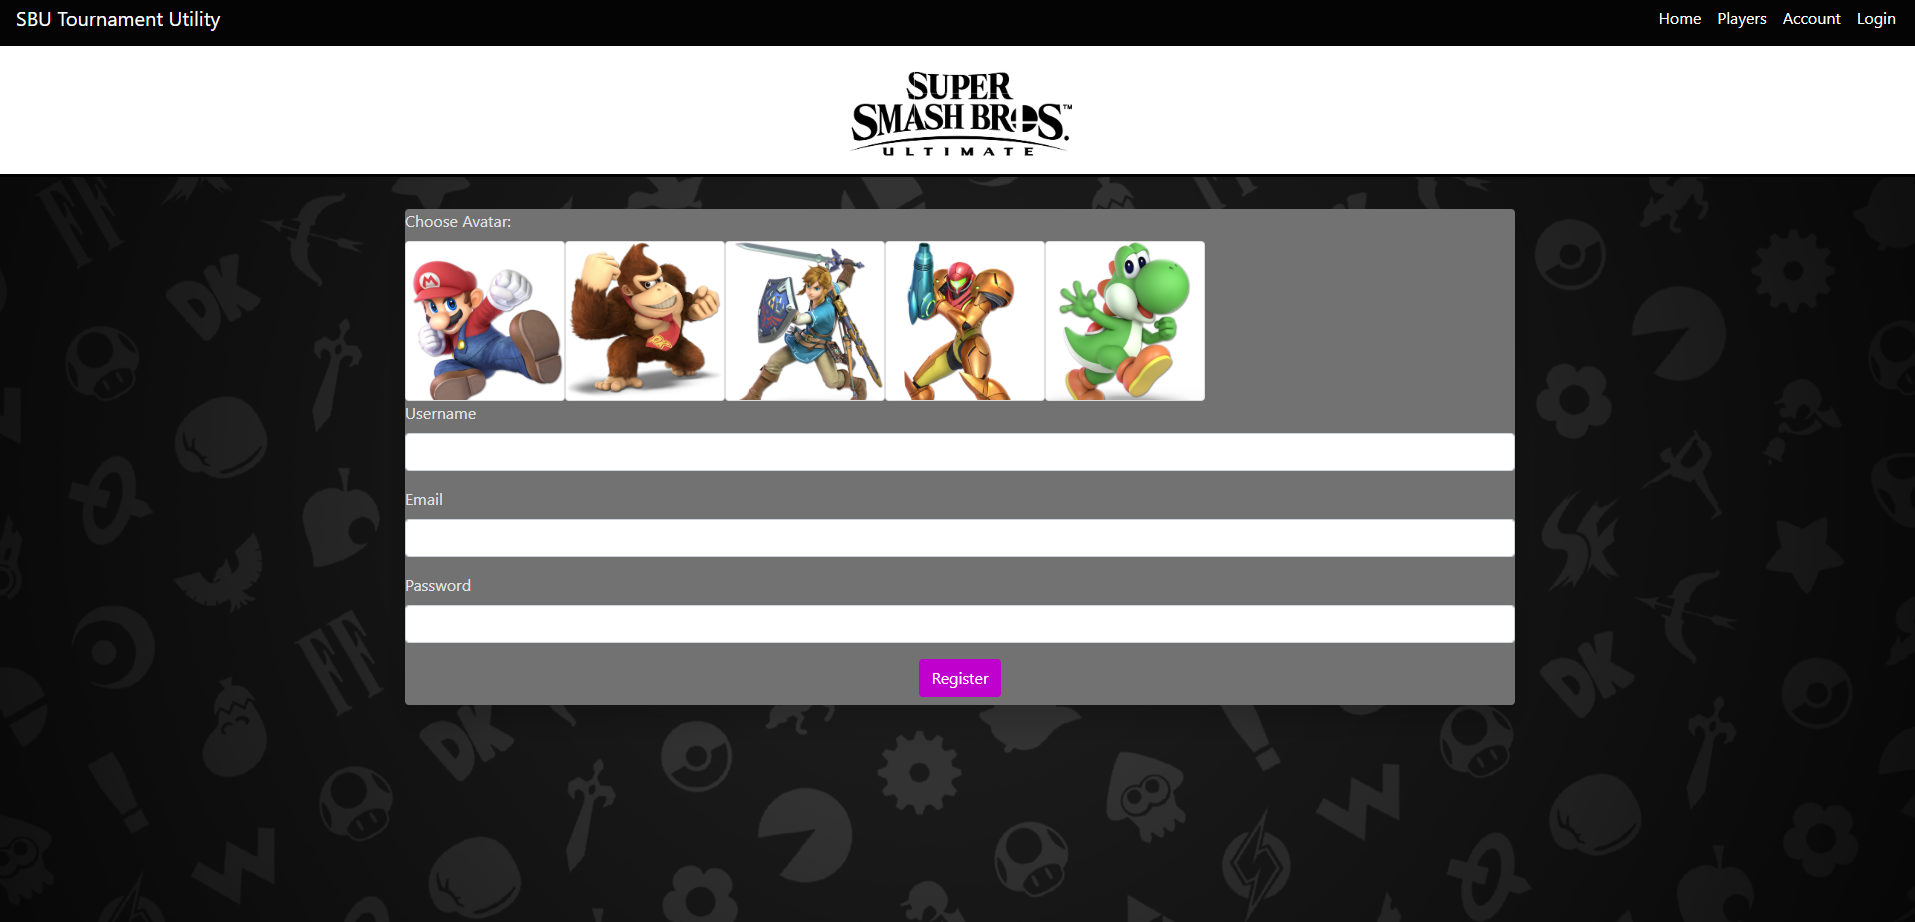 SBU Tournament Utility
Home Players Account Login
SUPER
SMASH BROS.™
ULTIMATE
Choose Avatar:
Username
Email
Password
Register